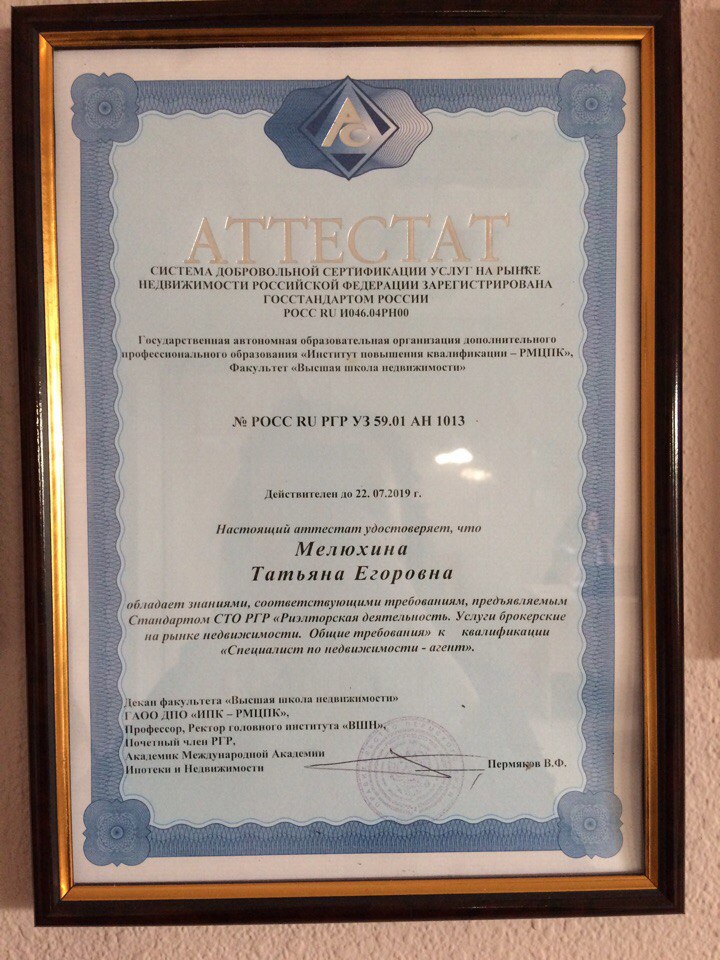 АС
АТТЕСТАТ
СИСТЕМА ДОБРОВОЛЬНОЙ СЕРТИФИКАЦИИ УСЛУГ НА РЫНКЕ
НЕДВИЖИМОСТИ РОССИЙСКОЙ ФЕДЕРАЦИИ ЗАРЕГИСТРИРОВАНА
ГОССТАНДАРТОМ РОССИИ
РОСС RU И046.04РН00
Государственная автономная образовательная организация дополнительного
профессионального образования «Институт повышения квалификации – РМЦПК»,
Факультет «Высшая школа недвижимости»
№ РОСС RU РГР УЗ 59.01 АН 1013
Действителен до 22. 07.2019 г.
Настоящий аттестат удостоверяет, что
Мелюхина
Татьяна Егоровна
обладает знаниями, соответствующими требованиям, предъявляемым
Стандартом СТО РГР «Риэлторская деятельность. Услуги брокерские
на рынке недвижимости. Общие требования» к квалификации
«Специалист по недвижимости - агент».
Декан факультета «Высшая школа недвижимости»
ГАОО ДПО «ИПК – РМЦПК»,
Профессор, Ректор головного института «ВШН»,
Почетный член РГР,
Академик Международной Академии
Ипотеки и Недвижимости
Пермяков В.Ф.